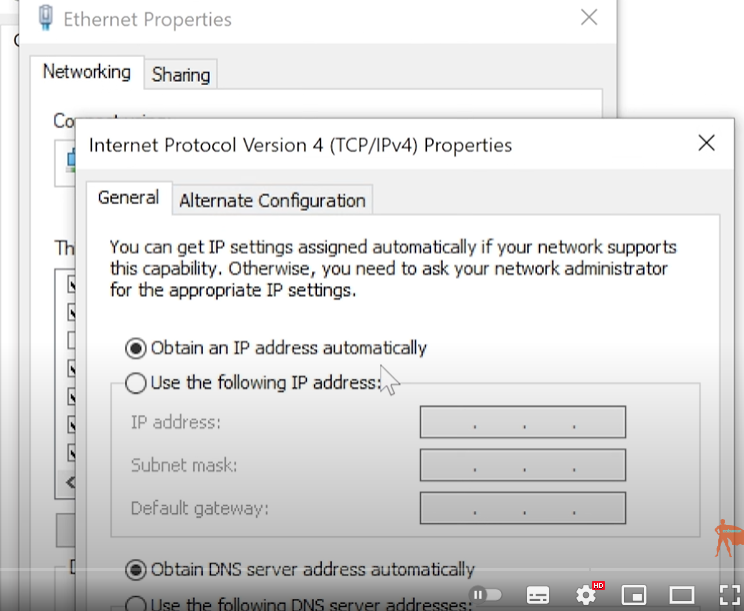 Ethernet Properties
Networking
Sharing
Internet Protocol Version 4 (TCP/IPv4) Properties
General
Alternate Configuration
You can get IP settings assigned automatically if your network supports
this capability. Otherwise, you need to ask your network administrator
for the appropriate IP settings.
Obtain an IP address automatically
Use the following IP address:
IP address:
Subnet mask:
Default gateway:
Obtain DNS server address automatically
Use the following DNS server addresses:
HD